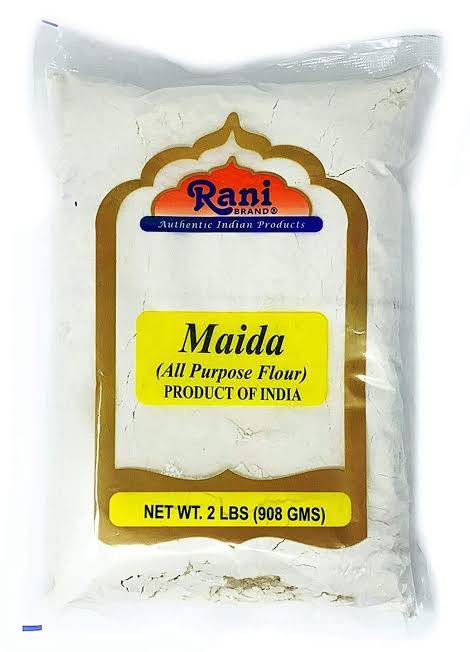 Rani
BRAND®
Authentic Indian Products
Maida
(All Purpose Flour)
PRODUCT OF INDIA
NET WT. 2 LBS (908 GMS)